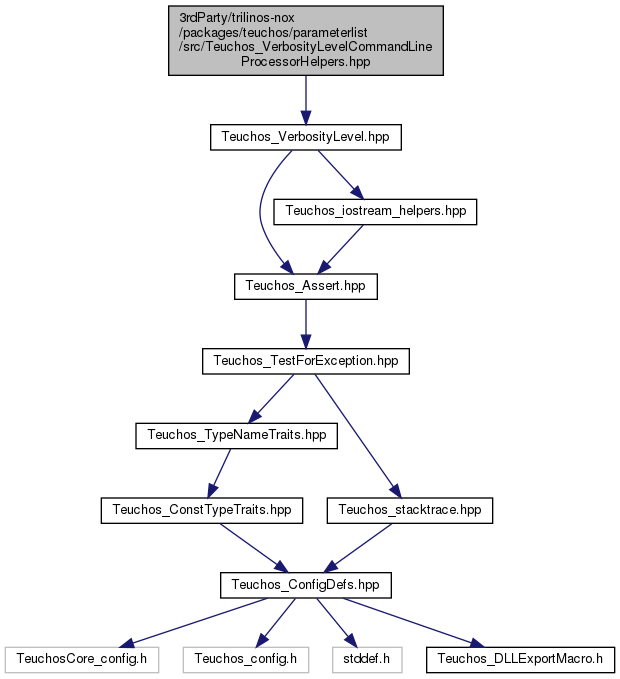 3rdParty/trilinos-nox
/packages/teuchos/parameterlist
/src/Teuchos_VerbosityLevelCommandLine
ProcessorHelpers.hpp
Teuchos_VerbosityLevel.hpp
Teuchos_iostream_helpers.hpp
Teuchos_Assert.hpp
Teuchos_TestForException.hpp
Teuchos_TypeNameTraits.hpp
Teuchos_ConstTypeTraits.hpp
Teuchos_stacktrace.hpp
Teuchos_ConfigDefs.hpp
TeuchosCore_config.h
Teuchos_config.h
stddef.h
Teuchos_DLLExportMacro.h